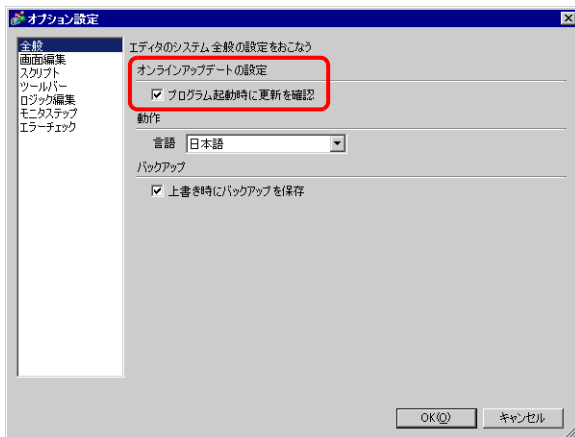 オプション設定
全般
画面編集
スクリプト
ツールバー
ロジック編集
モニタステップ
エラーチェック
エディタのシステム全般の設定をおこなう
オンラインアップデートの設定
プログラム起動時に更新を確認
動作
言語 日本語
バックアップ
上書き時にバックアップを保存
OK(O) キャンセル